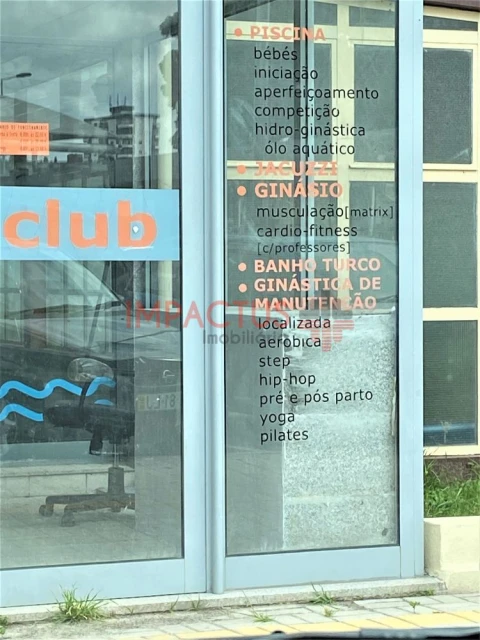 club
• PISCINA
bébés
iniciação
aperfeiçoamento
competição
hidro-ginástica
ólo aquático
• JACUZZI
• GINÁSIO
musculação[matrix]
cardio-fitness
[c/professores]
• BANHO TURCO
• GINÁSTICA DE
MANUTENÇÃO
localizada
aeróbica
step
hip-hop
pré e pós parto
yoga
pilates
IMPACTUS
Imobiliária